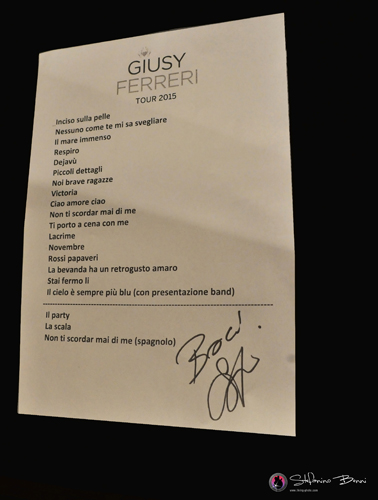 GIUSY
FERRERI
TOUR 2015
Inciso sulla pelle
Nessuno come te mi sa svegliare
Il mare immenso
Respiro
Dejavù
Piccoli dettagli
Noi brave ragazze
Victoria
Ciao amore ciao
Non ti scordar mai di me
Ti porto a cena con me
Lacrime
Novembre
Rossi papaveri
La bevanda ha un retrogusto amaro
Stai fermo lì
Il cielo è sempre più blu (con presentazione band)
Il party
La scala
Non ti scordar mai di me (spagnolo)
Baci!
Stefanino Benni